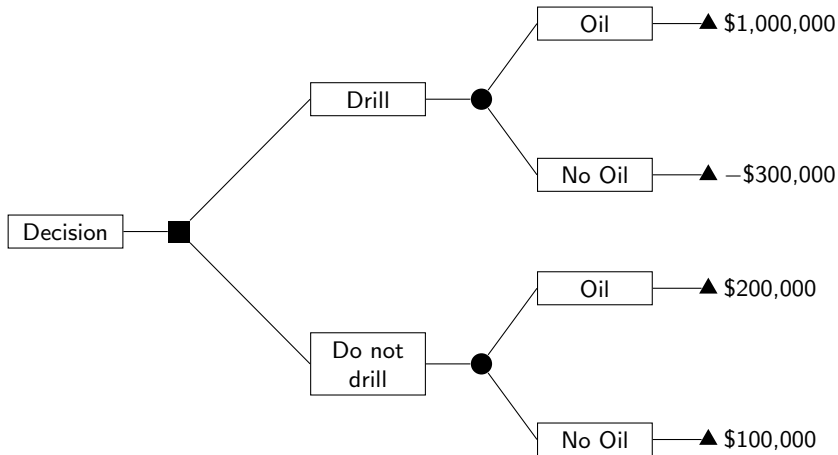 Oil
$1,000,000
Drill
No Oil
−$300,000
Decision
Oil
$200,000
Do not
drill
No Oil
$100,000